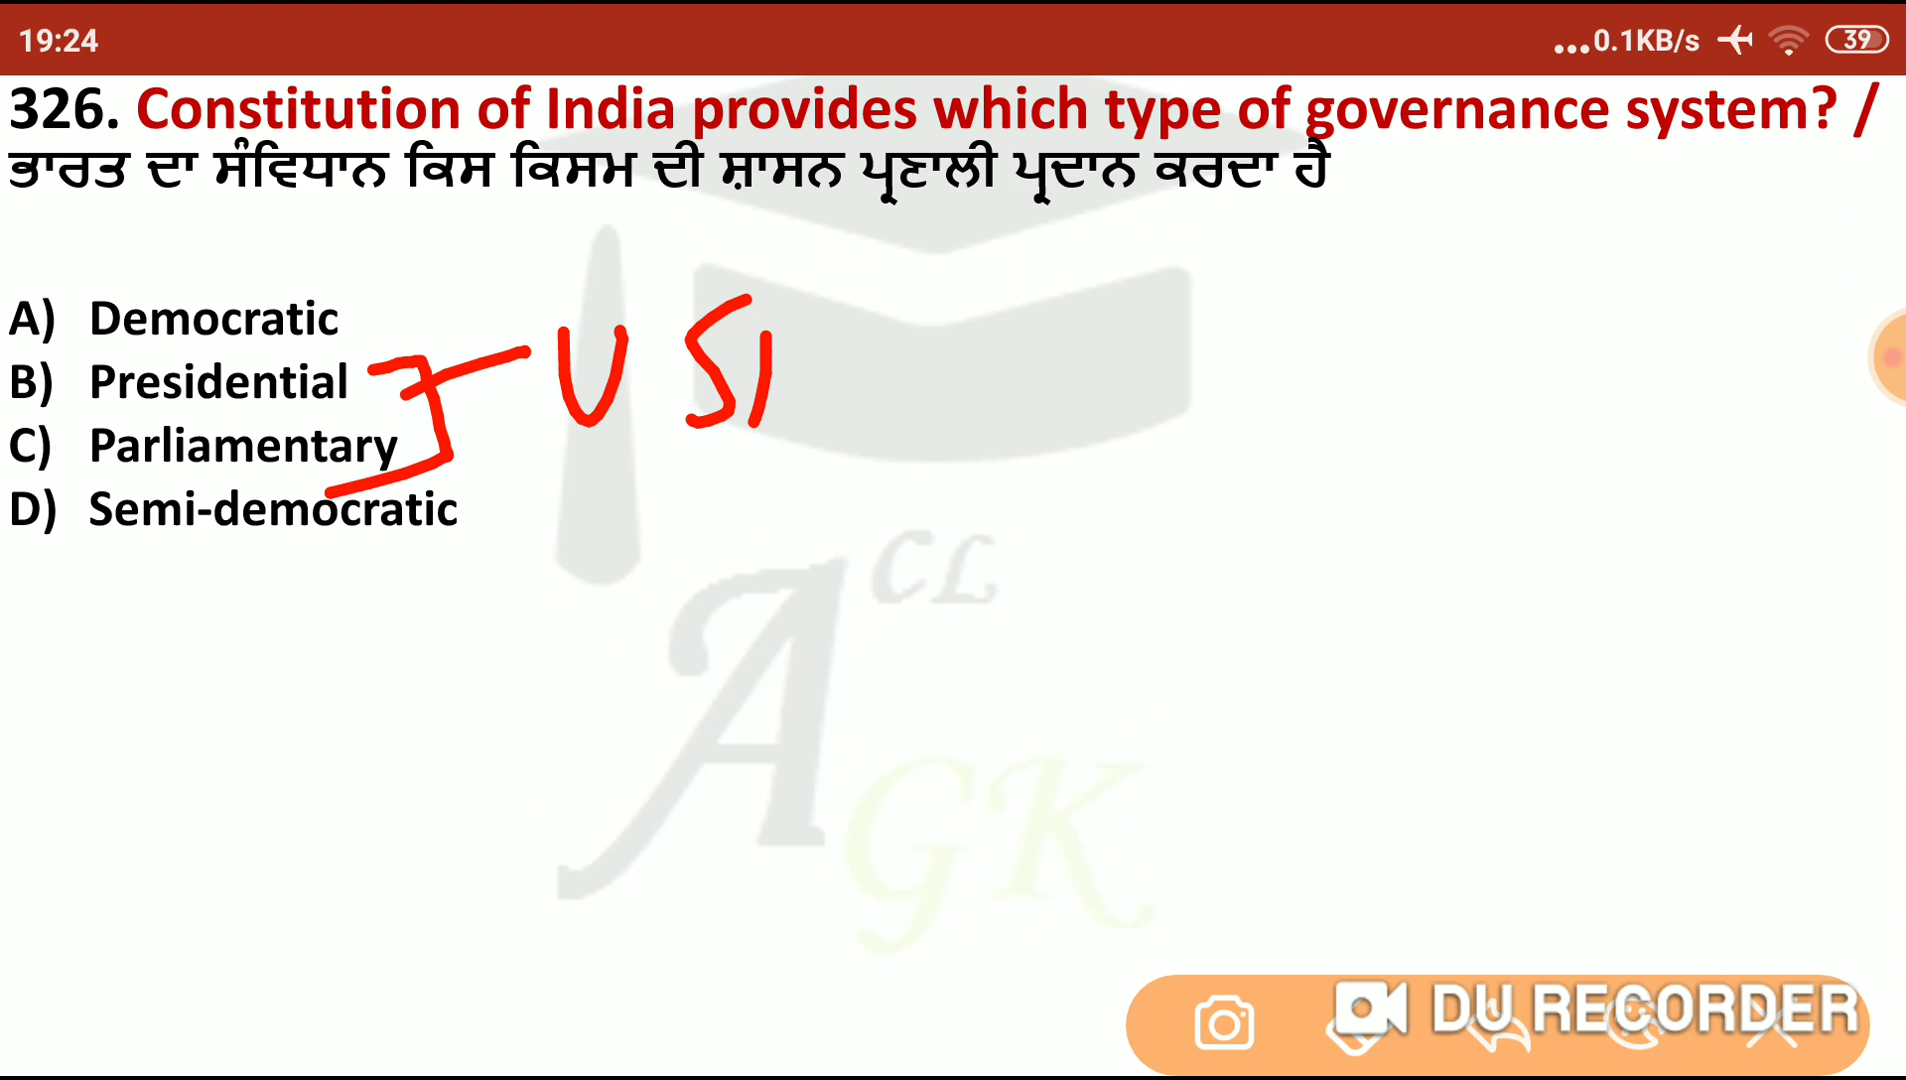 19:24 ...0.1KB/s 39
326. Constitution of India provides which type of governance system? /
ਭਾਰਤ ਦਾ ਸੰਵਿਧਾਨ ਕਿਸ ਕਿਸਮ ਦੀ ਸ਼ਾਸਨ ਪ੍ਰਣਾਲੀ ਪ੍ਰਦਾਨ ਕਰਦਾ ਹੈ
A) Democratic
B) Presidential
C) Parliamentary
D) Semi-democratic
U S
A CL
GK
DU RECORDER